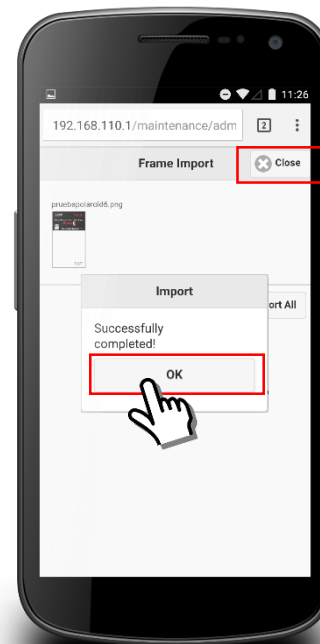 11:26
192.168.110.1/maintenance/adm
2
Frame Import
Close
pruebapolaroid6.png
Import
ort All
Successfully
completed!
OK